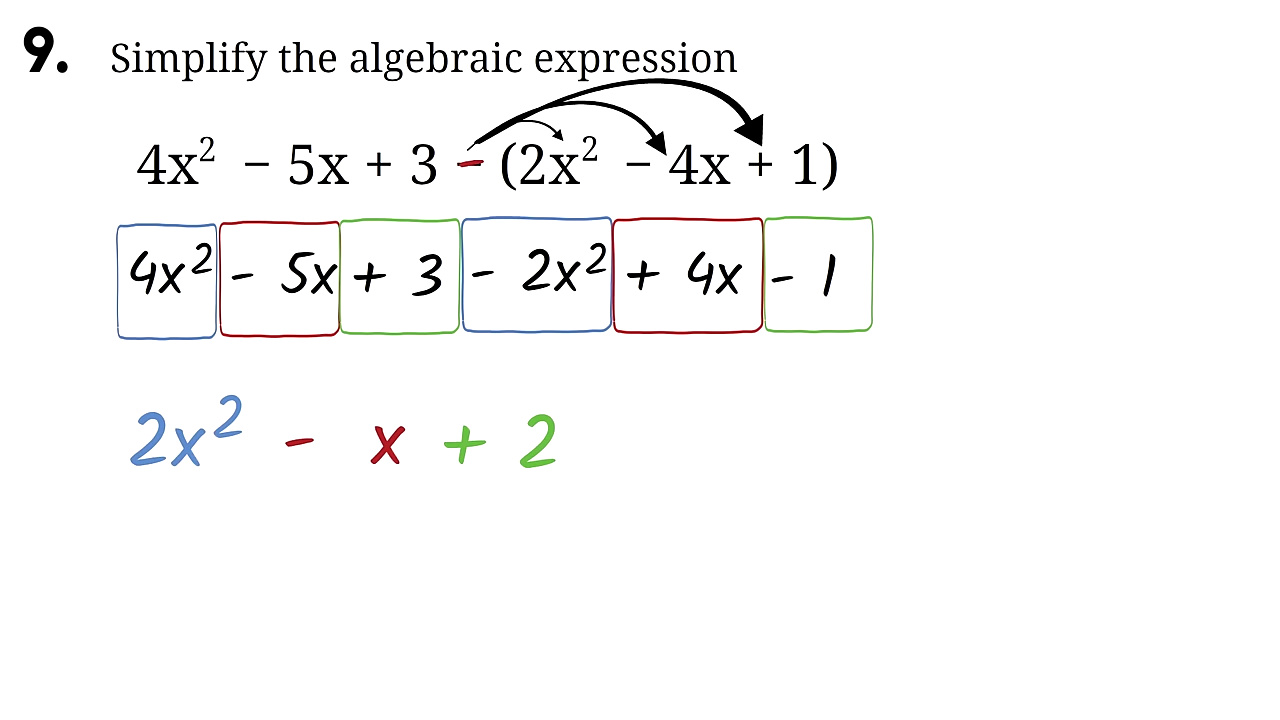 9. Simplify the algebraic expression
4x² − 5x + 3 − (2x² − 4x + 1)
4x² - 5x + 3 - 2x² + 4x - 1
2x² - x + 2